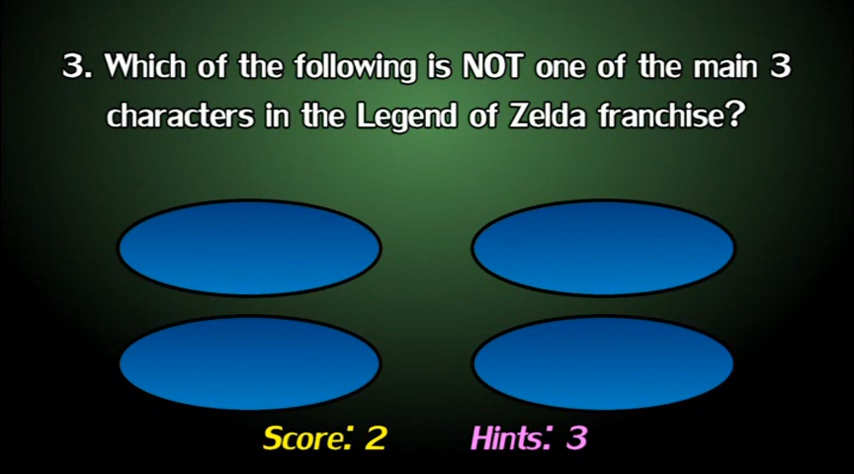 3. Which of the following is NOT one of the main 3
characters in the Legend of Zelda franchise?
Score: 2
Hints: 3